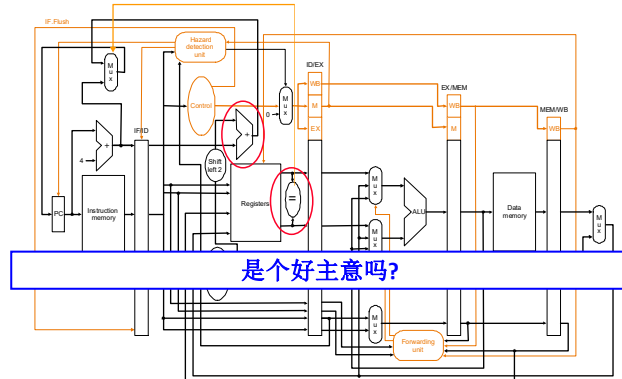 IF.Flush
Hazard
detection
unit
ID/EX
M
u
x
WB
EX/MEM
Control
M
u
x
0
M
WB
MEM/WB
IF/ID
EX
M
WB
+
+
4
Shift
left 2
M
u
x
PC
Instruction
memory
Registers
=
ALU
Data
memory
M
u
x
M
u
x
是个好主意吗?
M
u
x
Forwarding
unit